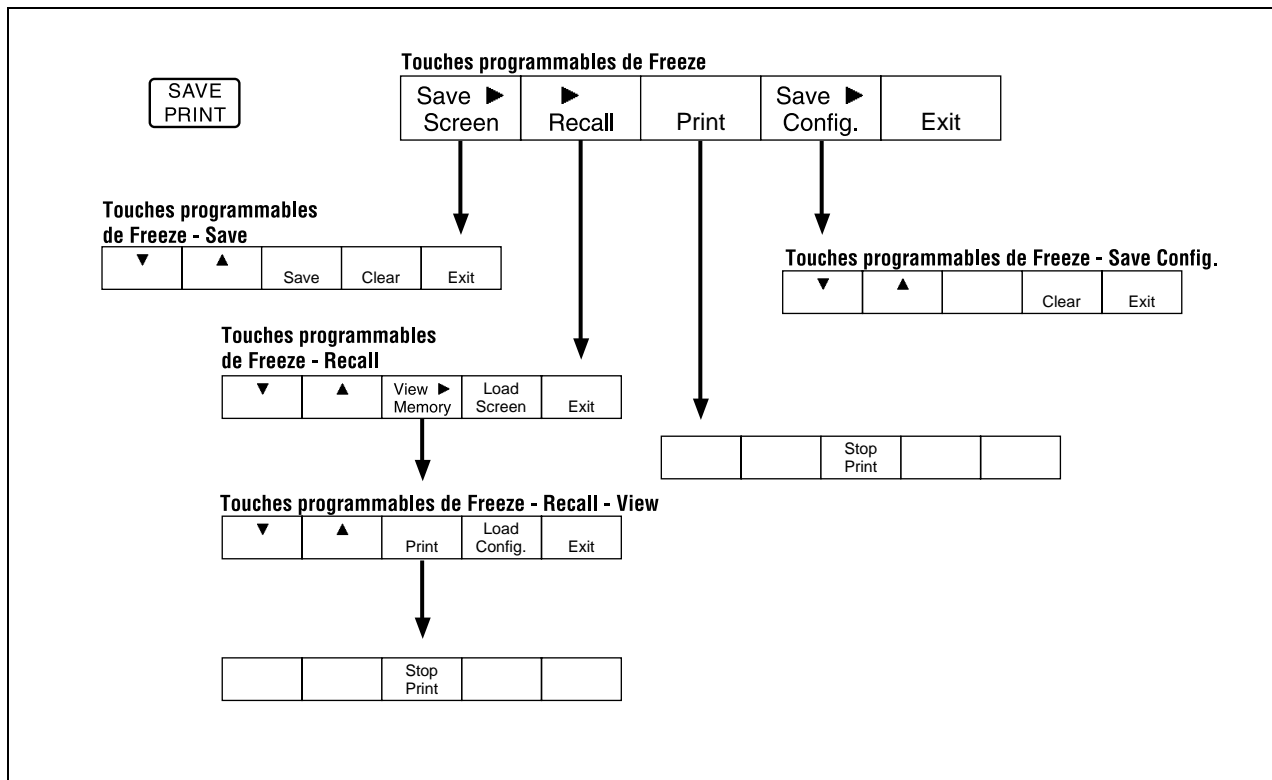 SAVE
PRINT
Touches programmables de Freeze
Save ▶
Screen
▶
Recall
Print
Save ▶
Config.
Exit
Touches programmables
de Freeze - Save
▼
▲
Save
Clear
Exit
Touches programmables de Freeze - Save Config.
▼
▲
Clear
Exit
Touches programmables
de Freeze - Recall
▼
▲
View ▶
Memory
Load
Screen
Exit
Stop
Print
Touches programmables de Freeze - Recall - View
▼
▲
Print
Load
Config.
Exit
Stop
Print